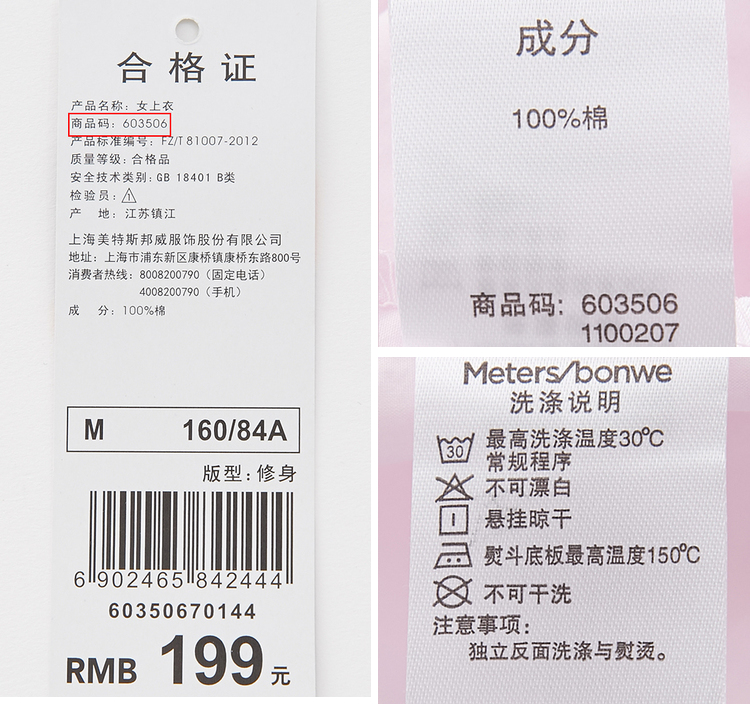 合格证
产品名称：女上衣
商品码：603506
产品标准编号：FZ/T 81007-2012
质量等级：合格品
安全技术类别：GB 18401 B类
检验员：
产　地：江苏镇江
上海美特斯邦威服饰股份有限公司
地址：上海市浦东新区康桥镇康桥东路800号
消费者热线：8008200790（固定电话）
4008200790（手机）
成　分：100%棉
M 160/84A
版型：修身
6 902465 842444
60350670144
RMB 199元
成分
100%棉
商品码：603506
1100207
Meters/bonwe
洗涤说明
30 最高洗涤温度30℃
常规程序
不可漂白
悬挂晾干
熨斗底板最高温度150℃
不可干洗
注意事项：
独立反面洗涤与熨烫。